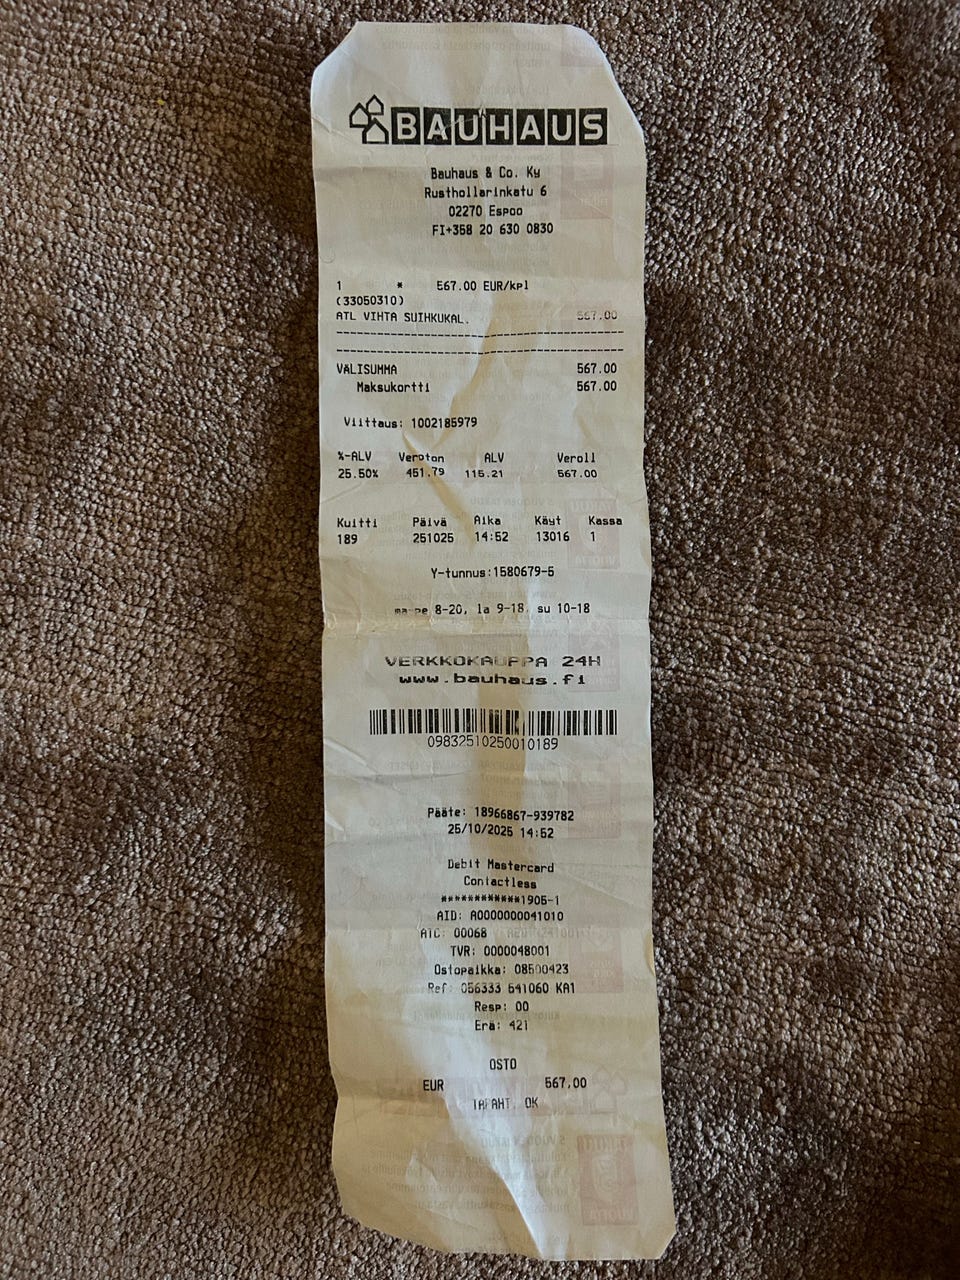 BAUHAUS
Bauhaus & Co. Ky
Rusthollarinkatu 6
02270 Espoo
FI+358 20 630 0830
1 * 567.00 EUR/kpl
(33050310)
ATL VIHTA SUIHKUKAL. 567.00
VÄLISUMMA 567.00
Maksukortti 567.00
Viittaus: 1002185979
%-ALV Veroton ALV Veroll
25.50% 451.79 115.21 567.00
Kuitti Päivä Aika Käyt Kassa
189 251025 14:52 13016 1
Y-tunnus:1580679-5
ma-pe 8-20, la 9-18, su 10-18
VERKKOKAUPPA 24H
www.bauhaus.fi
09832510250010189
Pääte: 18966867-939782
25/10/2025 14:52
Debit Mastercard
Contactless
************1905-1
AID: A0000000041010
ATC: 00068
TVR: 0000048001
Ostopaikka: 08500423
Ref: 056333 641060 KA1
Resp: 00
Erä: 421
OSTO
EUR 567,00
TAPAHT. OK